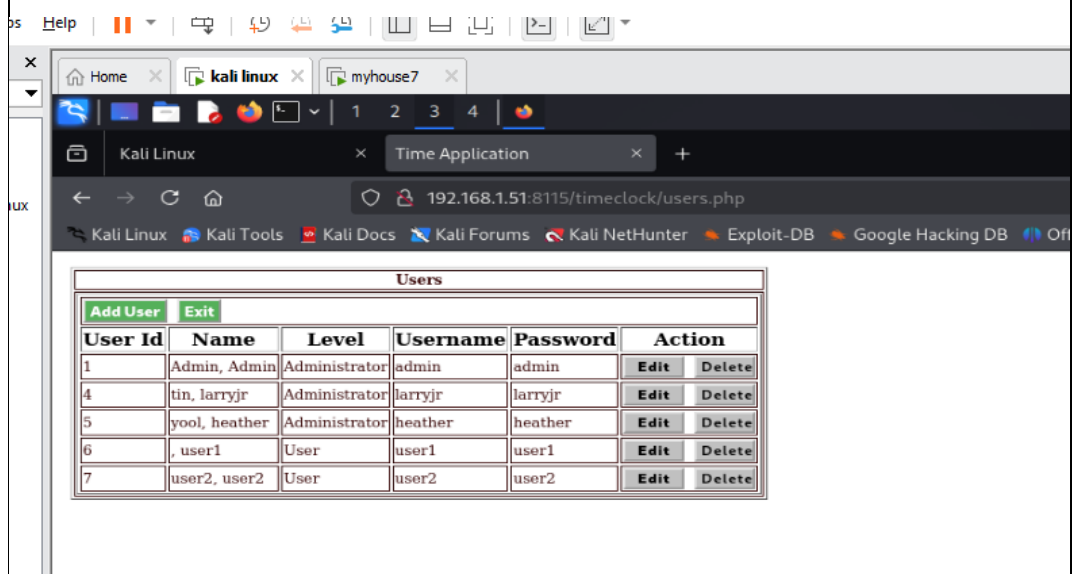 Help
Home kali linux myhouse7
1 2 3 4
Kali Linux Time Application
192.168.1.51:8115/timeclock/users.php
Kali Linux Kali Tools Kali Docs Kali Forums Kali NetHunter Exploit-DB Google Hacking DB
Users
Add User Exit
User Id Name Level Username Password Action
1 Admin, Admin Administrator admin admin Edit Delete
4 tin, larryjr Administrator larryjr larryjr Edit Delete
5 yool, heather Administrator heather heather Edit Delete
6 , user1 User user1 user1 Edit Delete
7 user2, user2 User user2 user2 Edit Delete